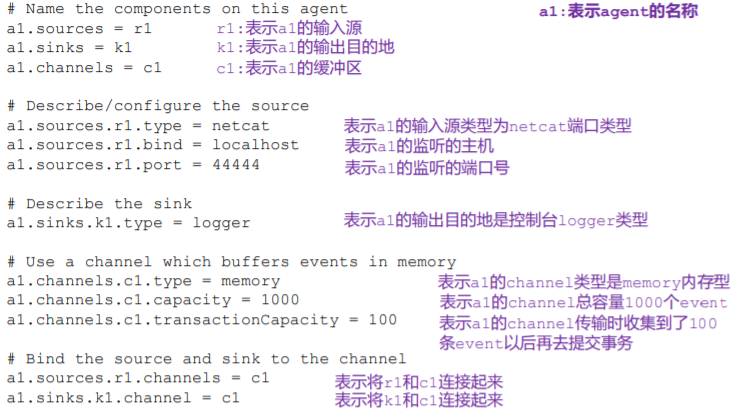 # Name the components on this agent
a1:表示agent的名称
a1.sources = r1
r1:表示a1的输入源
a1.sinks = k1
k1:表示a1的输出目的地
a1.channels = c1
c1:表示a1的缓冲区
# Describe/configure the source
a1.sources.r1.type = netcat
表示a1的输入源类型为netcat端口类型
a1.sources.r1.bind = localhost
表示a1的监听的主机
a1.sources.r1.port = 44444
表示a1的监听的端口号
# Describe the sink
a1.sinks.k1.type = logger
表示a1的输出目的地是控制台logger类型
# Use a channel which buffers events in memory
a1.channels.c1.type = memory
表示a1的channel类型是memory内存型
a1.channels.c1.capacity = 1000
表示a1的channel总容量1000个event
a1.channels.c1.transactionCapacity = 100
表示a1的channel传输时收集到了100
条event以后再去提交事务
# Bind the source and sink to the channel
a1.sources.r1.channels = c1
表示将r1和c1连接起来
a1.sinks.k1.channel = c1
表示将k1和c1连接起来